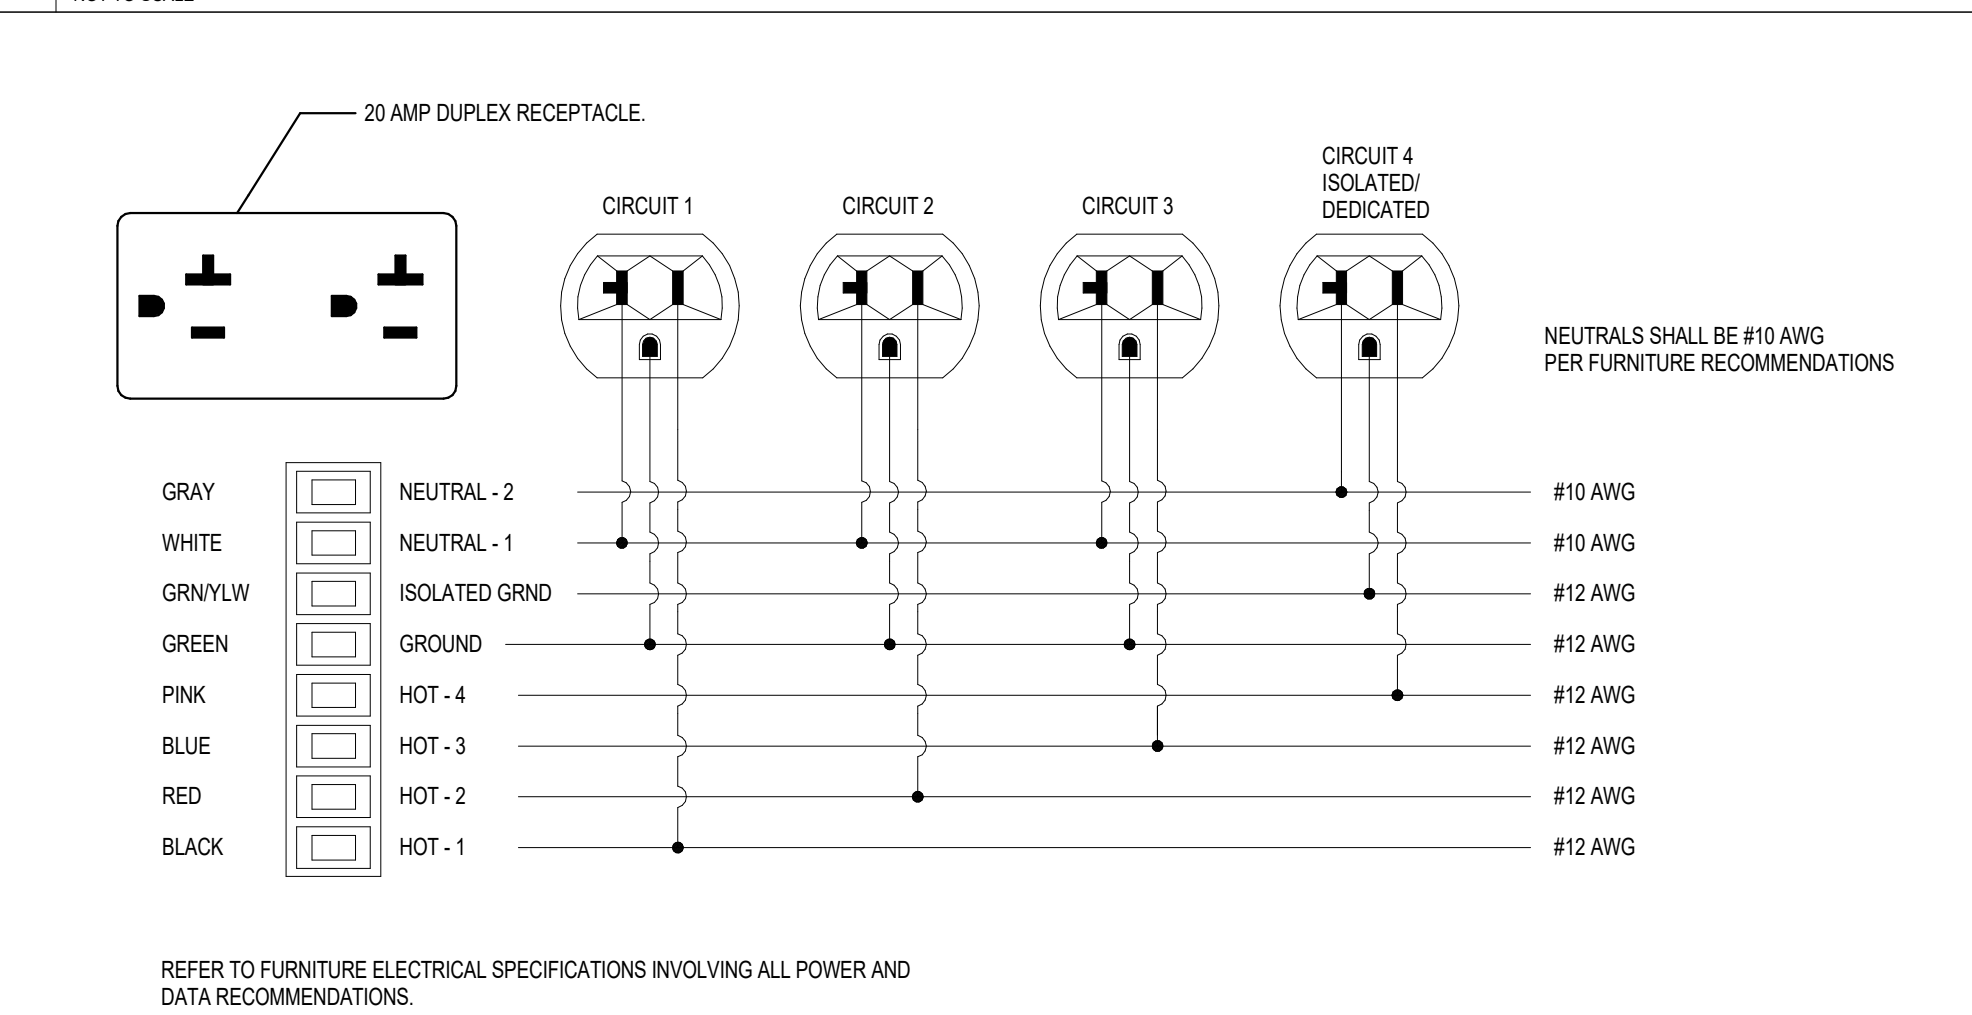 20 AMP DUPLEX RECEPTACLE.
CIRCUIT 1
CIRCUIT 2
CIRCUIT 3
CIRCUIT 4
ISOLATED/
DEDICATED
NEUTRALS SHALL BE #10 AWG
PER FURNITURE RECOMMENDATIONS
GRAY NEUTRAL - 2 #10 AWG
WHITE NEUTRAL - 1 #10 AWG
GRN/YLW ISOLATED GRND #12 AWG
GREEN GROUND #12 AWG
PINK HOT - 4 #12 AWG
BLUE HOT - 3 #12 AWG
RED HOT - 2 #12 AWG
BLACK HOT - 1 #12 AWG
REFER TO FURNITURE ELECTRICAL SPECIFICATIONS INVOLVING ALL POWER AND
DATA RECOMMENDATIONS.